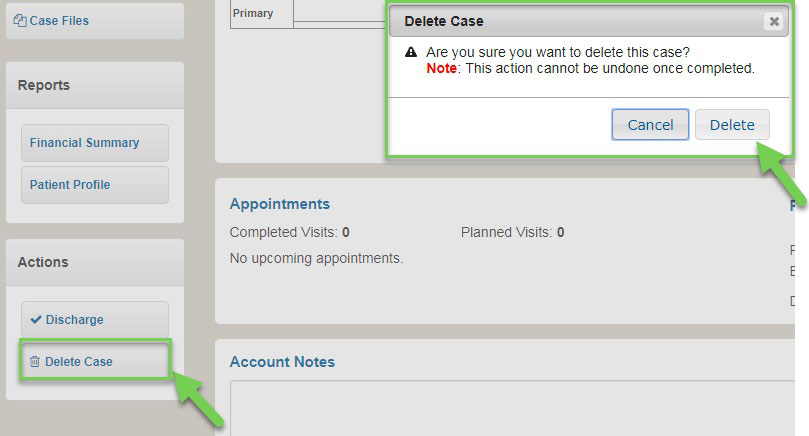 Case Files
Primary
Delete Case
Are you sure you want to delete this case?
Note: This action cannot be undone once completed.
Cancel
Delete
Reports
Financial Summary
Patient Profile
Appointments
Completed Visits: 0
Planned Visits: 0
No upcoming appointments.
Actions
Discharge
Delete Case
Account Notes